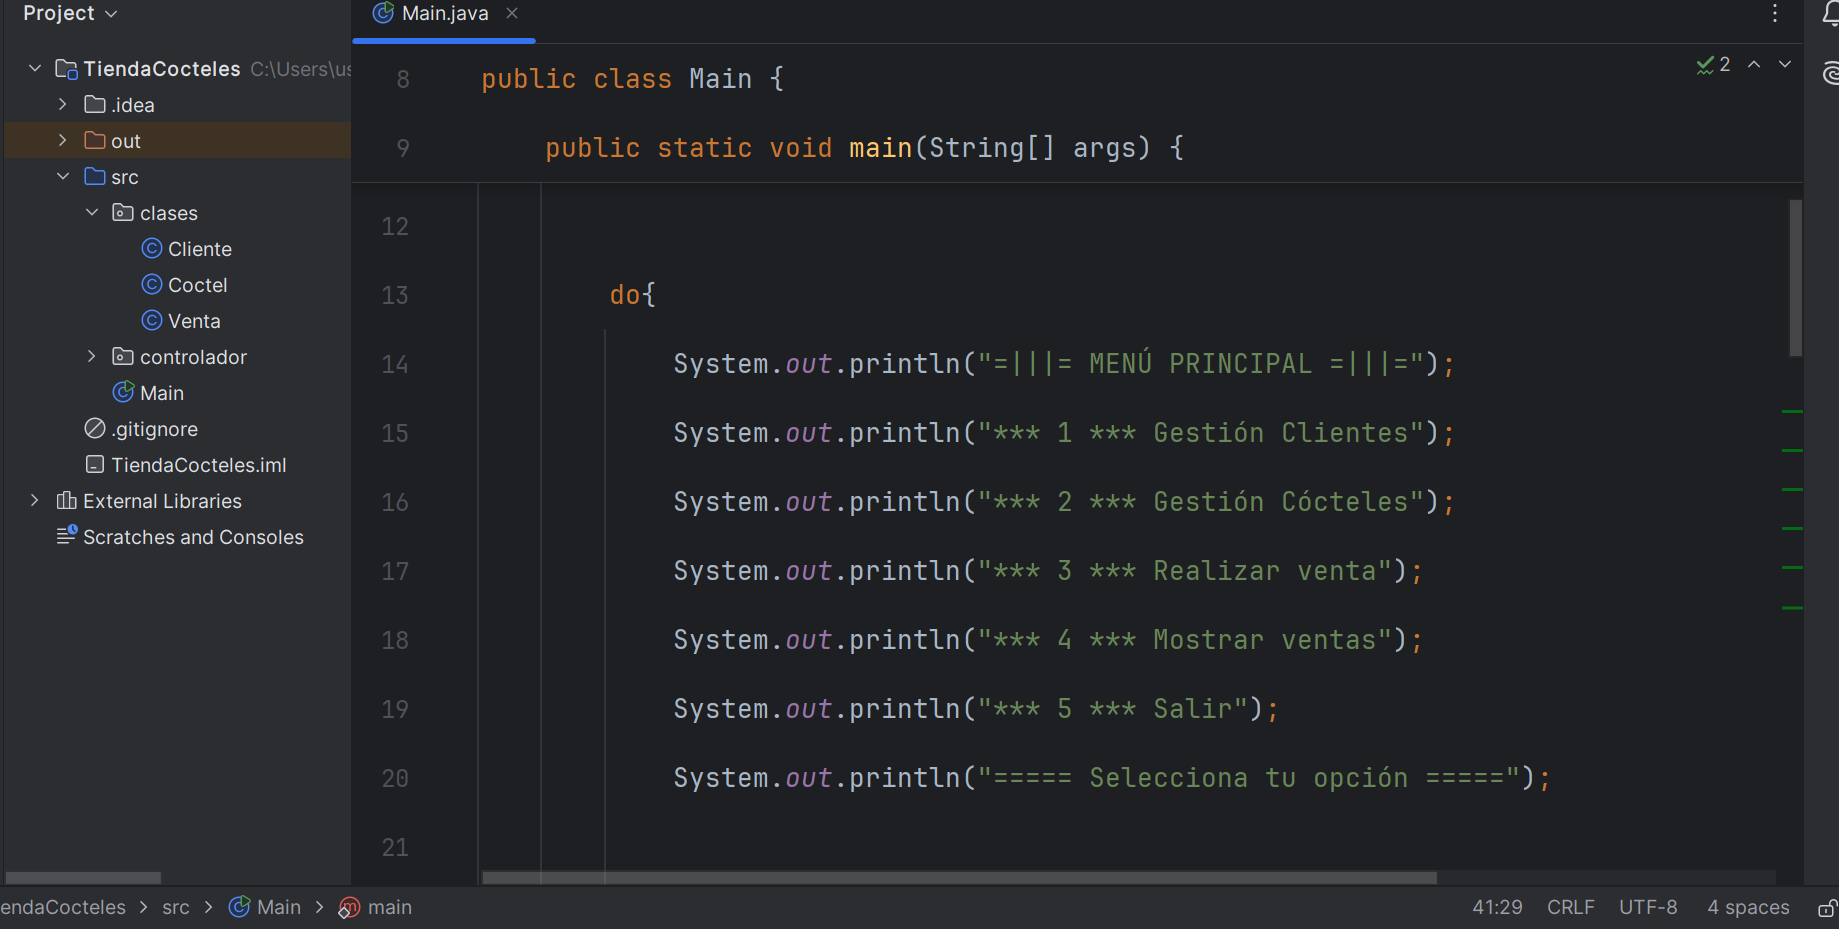 Project
Main.java
TiendaCocteles C:\Users\us
.idea
out
src
clases
Cliente
Coctel
Venta
controlador
Main
.gitignore
TiendaCocteles.iml
External Libraries
Scratches and Consoles
2
8 public class Main {
9 public static void main(String[] args) {
12
13 do{
14 System.out.println("=|||= MENÚ PRINCIPAL =|||=");
15 System.out.println("*** 1 *** Gestión Clientes");
16 System.out.println("*** 2 *** Gestión Cócteles");
17 System.out.println("*** 3 *** Realizar venta");
18 System.out.println("*** 4 *** Mostrar ventas");
19 System.out.println("*** 5 *** Salir");
20 System.out.println("===== Selecciona tu opción =====");
21
endaCocteles > src > Main > main
41:29 CRLF UTF-8 4 spaces